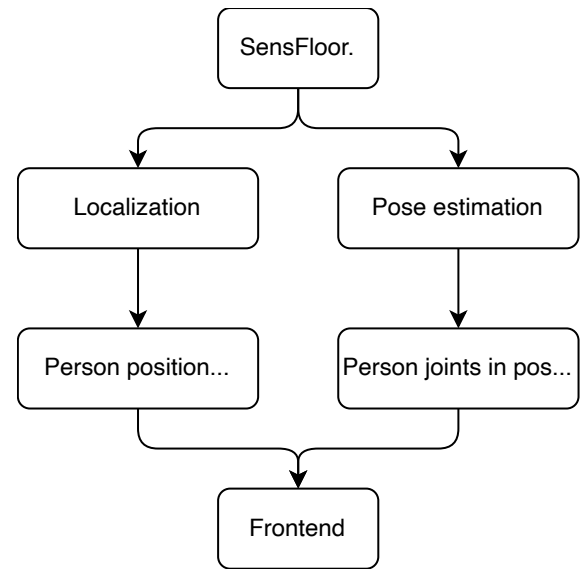 SensFloor.
Localization
Pose estimation
Person position...
Person joints in pos...
Frontend